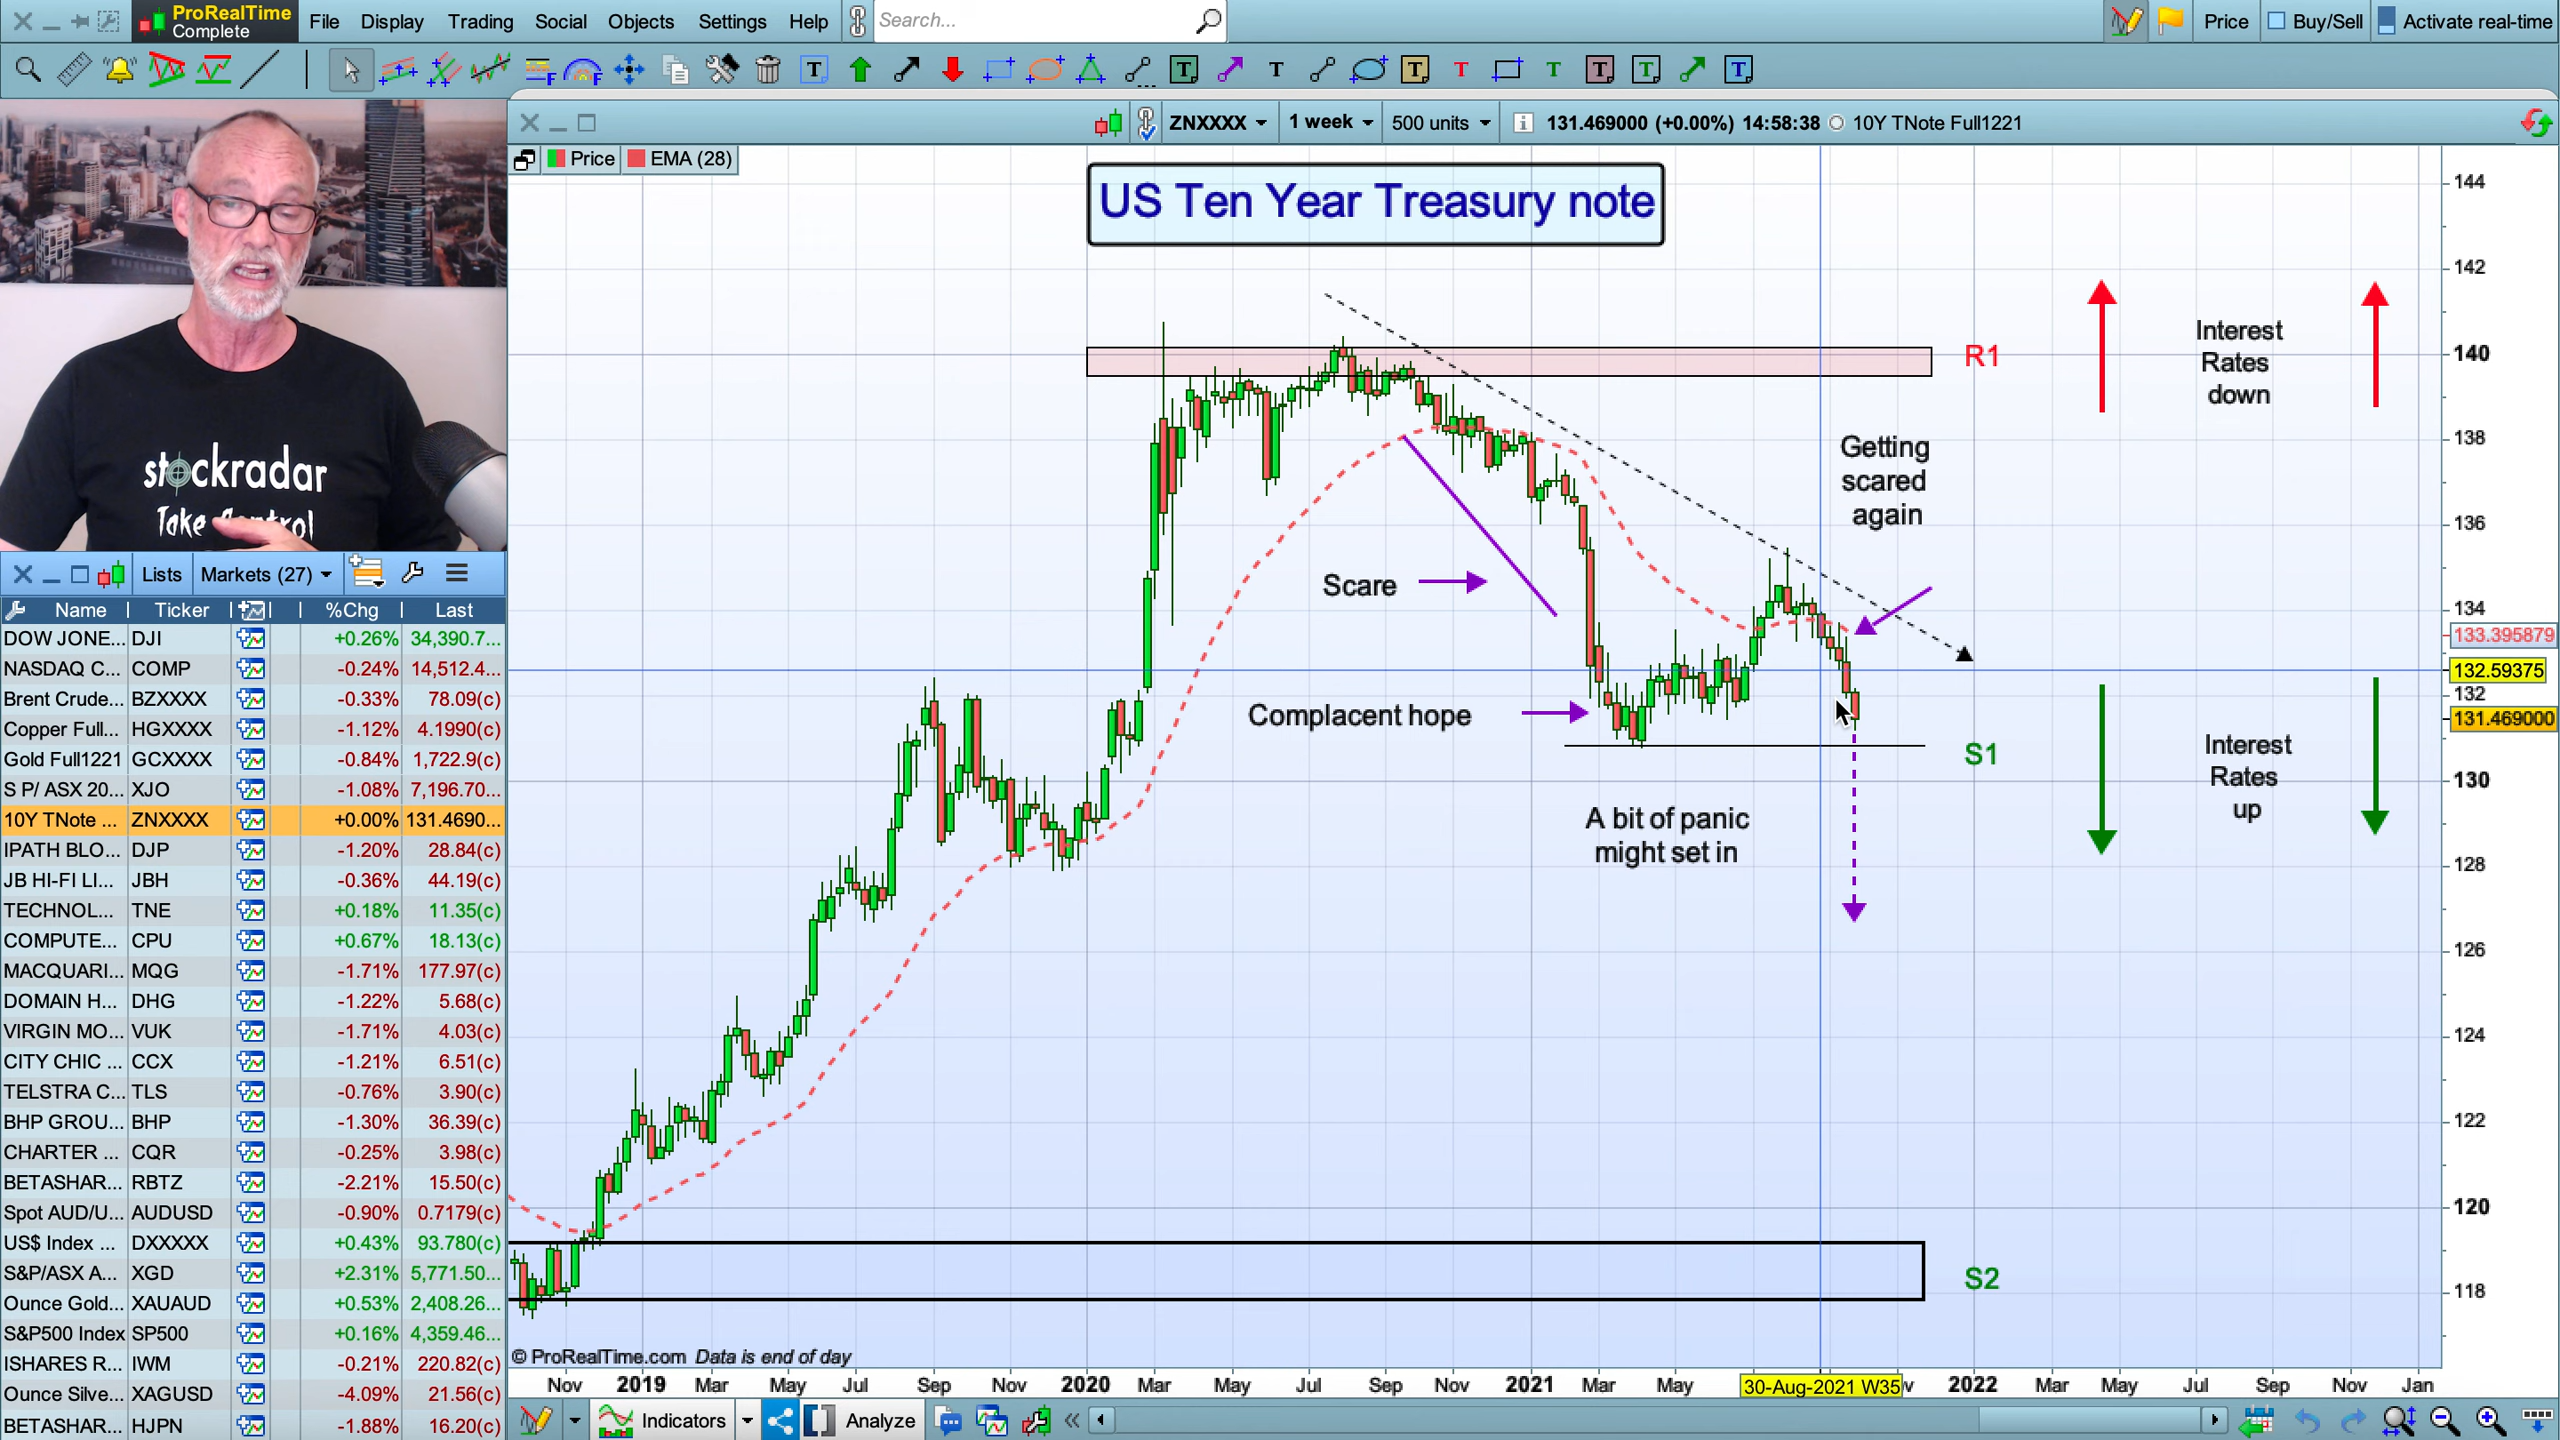 ProRealTime
Complete
File Display Trading Social Objects Settings Help
Search...
Price Buy/Sell Activate real-time
ZNXXXX 1 week 500 units 131.469000 (+0.00%) 14:58:38 10Y TNote Full1221
Price EMA (28)
US Ten Year Treasury note
stockradar
Take Control
R1
Interest
Rates
down
Getting
scared
again
Scare
Complacent hope
S1
Interest
Rates
up
A bit of panic
might set in
S2
144
142
140
138
136
134
133.395879
132.59375
132
131.469000
130
128
126
124
122
120
118
© ProRealTime.com Data is end of day
Nov 2019 Mar May Jul Sep Nov 2020 Mar May Jul Sep Nov 2021 Mar May 30-Aug-2021 W35 2022 Mar May Jul Sep Nov Jan
Indicators Analyze
Lists Markets (27)
Name Ticker %Chg Last
DOW JONE... DJI +0.26% 34,390.7...
NASDAQ C... COMP -0.24% 14,512.4...
Brent Crude... BZXXXX -0.33% 78.09(c)
Copper Full... HGXXXX -1.12% 4.1990(c)
Gold Full1221 GCXXXX -0.84% 1,722.9(c)
S P/ ASX 20... XJO -1.08% 7,196.70...
10Y TNote ... ZNXXXX +0.00% 131.4690...
IPATH BLO... DJP -1.20% 28.84(c)
JB HI-FI LI... JBH -0.36% 44.19(c)
TECHNOL... TNE +0.18% 11.35(c)
COMPUTE... CPU +0.67% 18.13(c)
MACQUARI... MQG -1.71% 177.97(c)
DOMAIN H... DHG -1.22% 5.68(c)
VIRGIN MO... VUK -1.71% 4.03(c)
CITY CHIC ... CCX -1.21% 6.51(c)
TELSTRA C... TLS -0.76% 3.90(c)
BHP GROU... BHP -1.30% 36.39(c)
CHARTER ... CQR -0.25% 3.98(c)
BETASHAR... RBTZ -2.21% 15.50(c)
Spot AUD/U... AUDUSD -0.90% 0.7179(c)
US$ Index ... DXXXXX +0.43% 93.780(c)
S&P/ASX A... XGD +2.31% 5,771.50...
Ounce Gold... XAUAUD +0.53% 2,408.26...
S&P500 Index SP500 +0.16% 4,359.46...
ISHARES R... IWM -0.21% 220.82(c)
Ounce Silve... XAGUSD -4.09% 21.56(c)
BETASHAR... HJPN -1.88% 16.20(c)